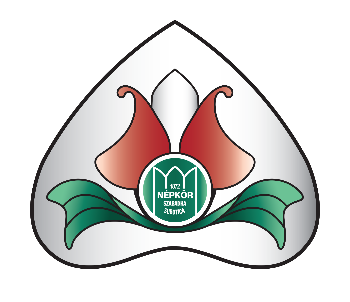 1872
NÉPKÖR
SZABADKA
SUBOTICA